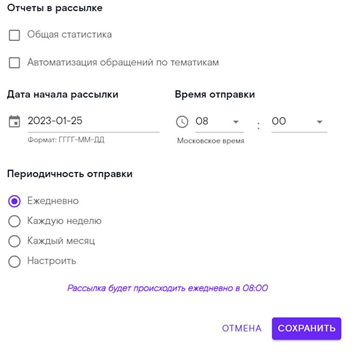 Отчеты в рассылке
Общая статистика
Автоматизация обращений по тематикам
Дата начала рассылки Время отправки
2023-01-25 08 : 00
Формат: ГГГГ-ММ-ДД Московское время
Периодичность отправки
Ежедневно
Каждую неделю
Каждый месяц
Настроить
Рассылка будет происходить ежедневно в 08:00
ОТМЕНА СОХРАНИТЬ